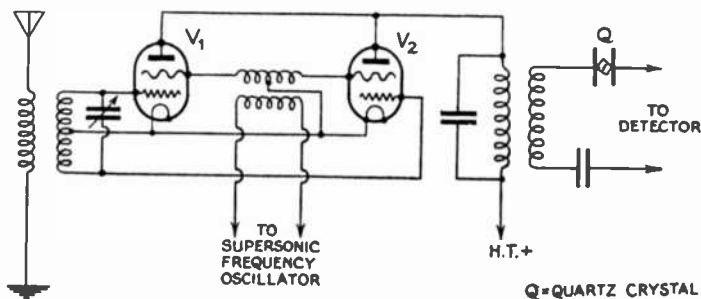 V1
V2
Q
TO
DETECTOR
TO
SUPERSONIC
FREQUENCY
OSCILLATOR
H.T.+
Q=QUARTZ CRYSTAL